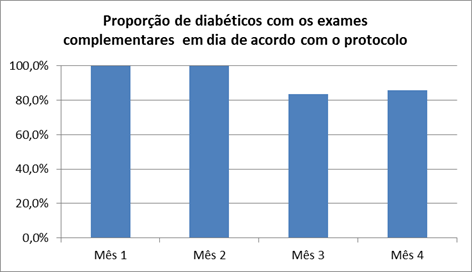 Proporção de diabéticos com os exames
complementares  em dia de acordo com o protocolo
100,0%
80,0%
60,0%
40,0%
20,0%
0,0%
Mês 1
Mês 2
Mês 3
Mês 4